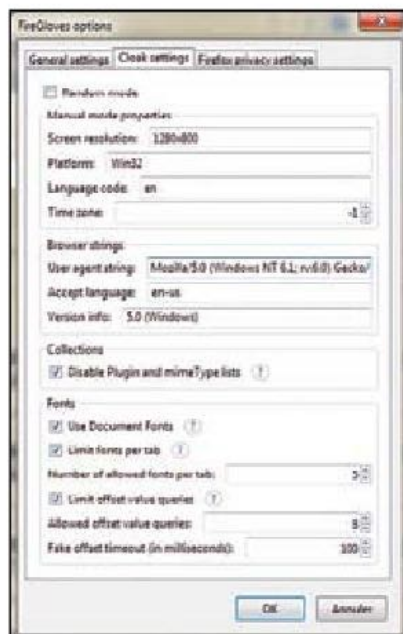 FireGloves options
General settings Cloak settings Firefox privacy settings
Random mode
Manual mode properties
Screen resolution: 1280x800
Platform: Win32
Language code: en
Time zone: -1
Browser strings
User agent string: Mozilla/5.0 (Windows NT 6.1; rv:6.0) Gecko/
Accept language: en-us
Version info: 5.0 (Windows)
Collections
Disable Plugin and mimeType lists ?
Fonts
Use Document Fonts ?
Limit fonts per tab ?
Number of allowed fonts per tab: 5
Limit offset value queries ?
Allowed offset value queries:
Fake offset timeout (in milliseconds): 100
OK Annuler